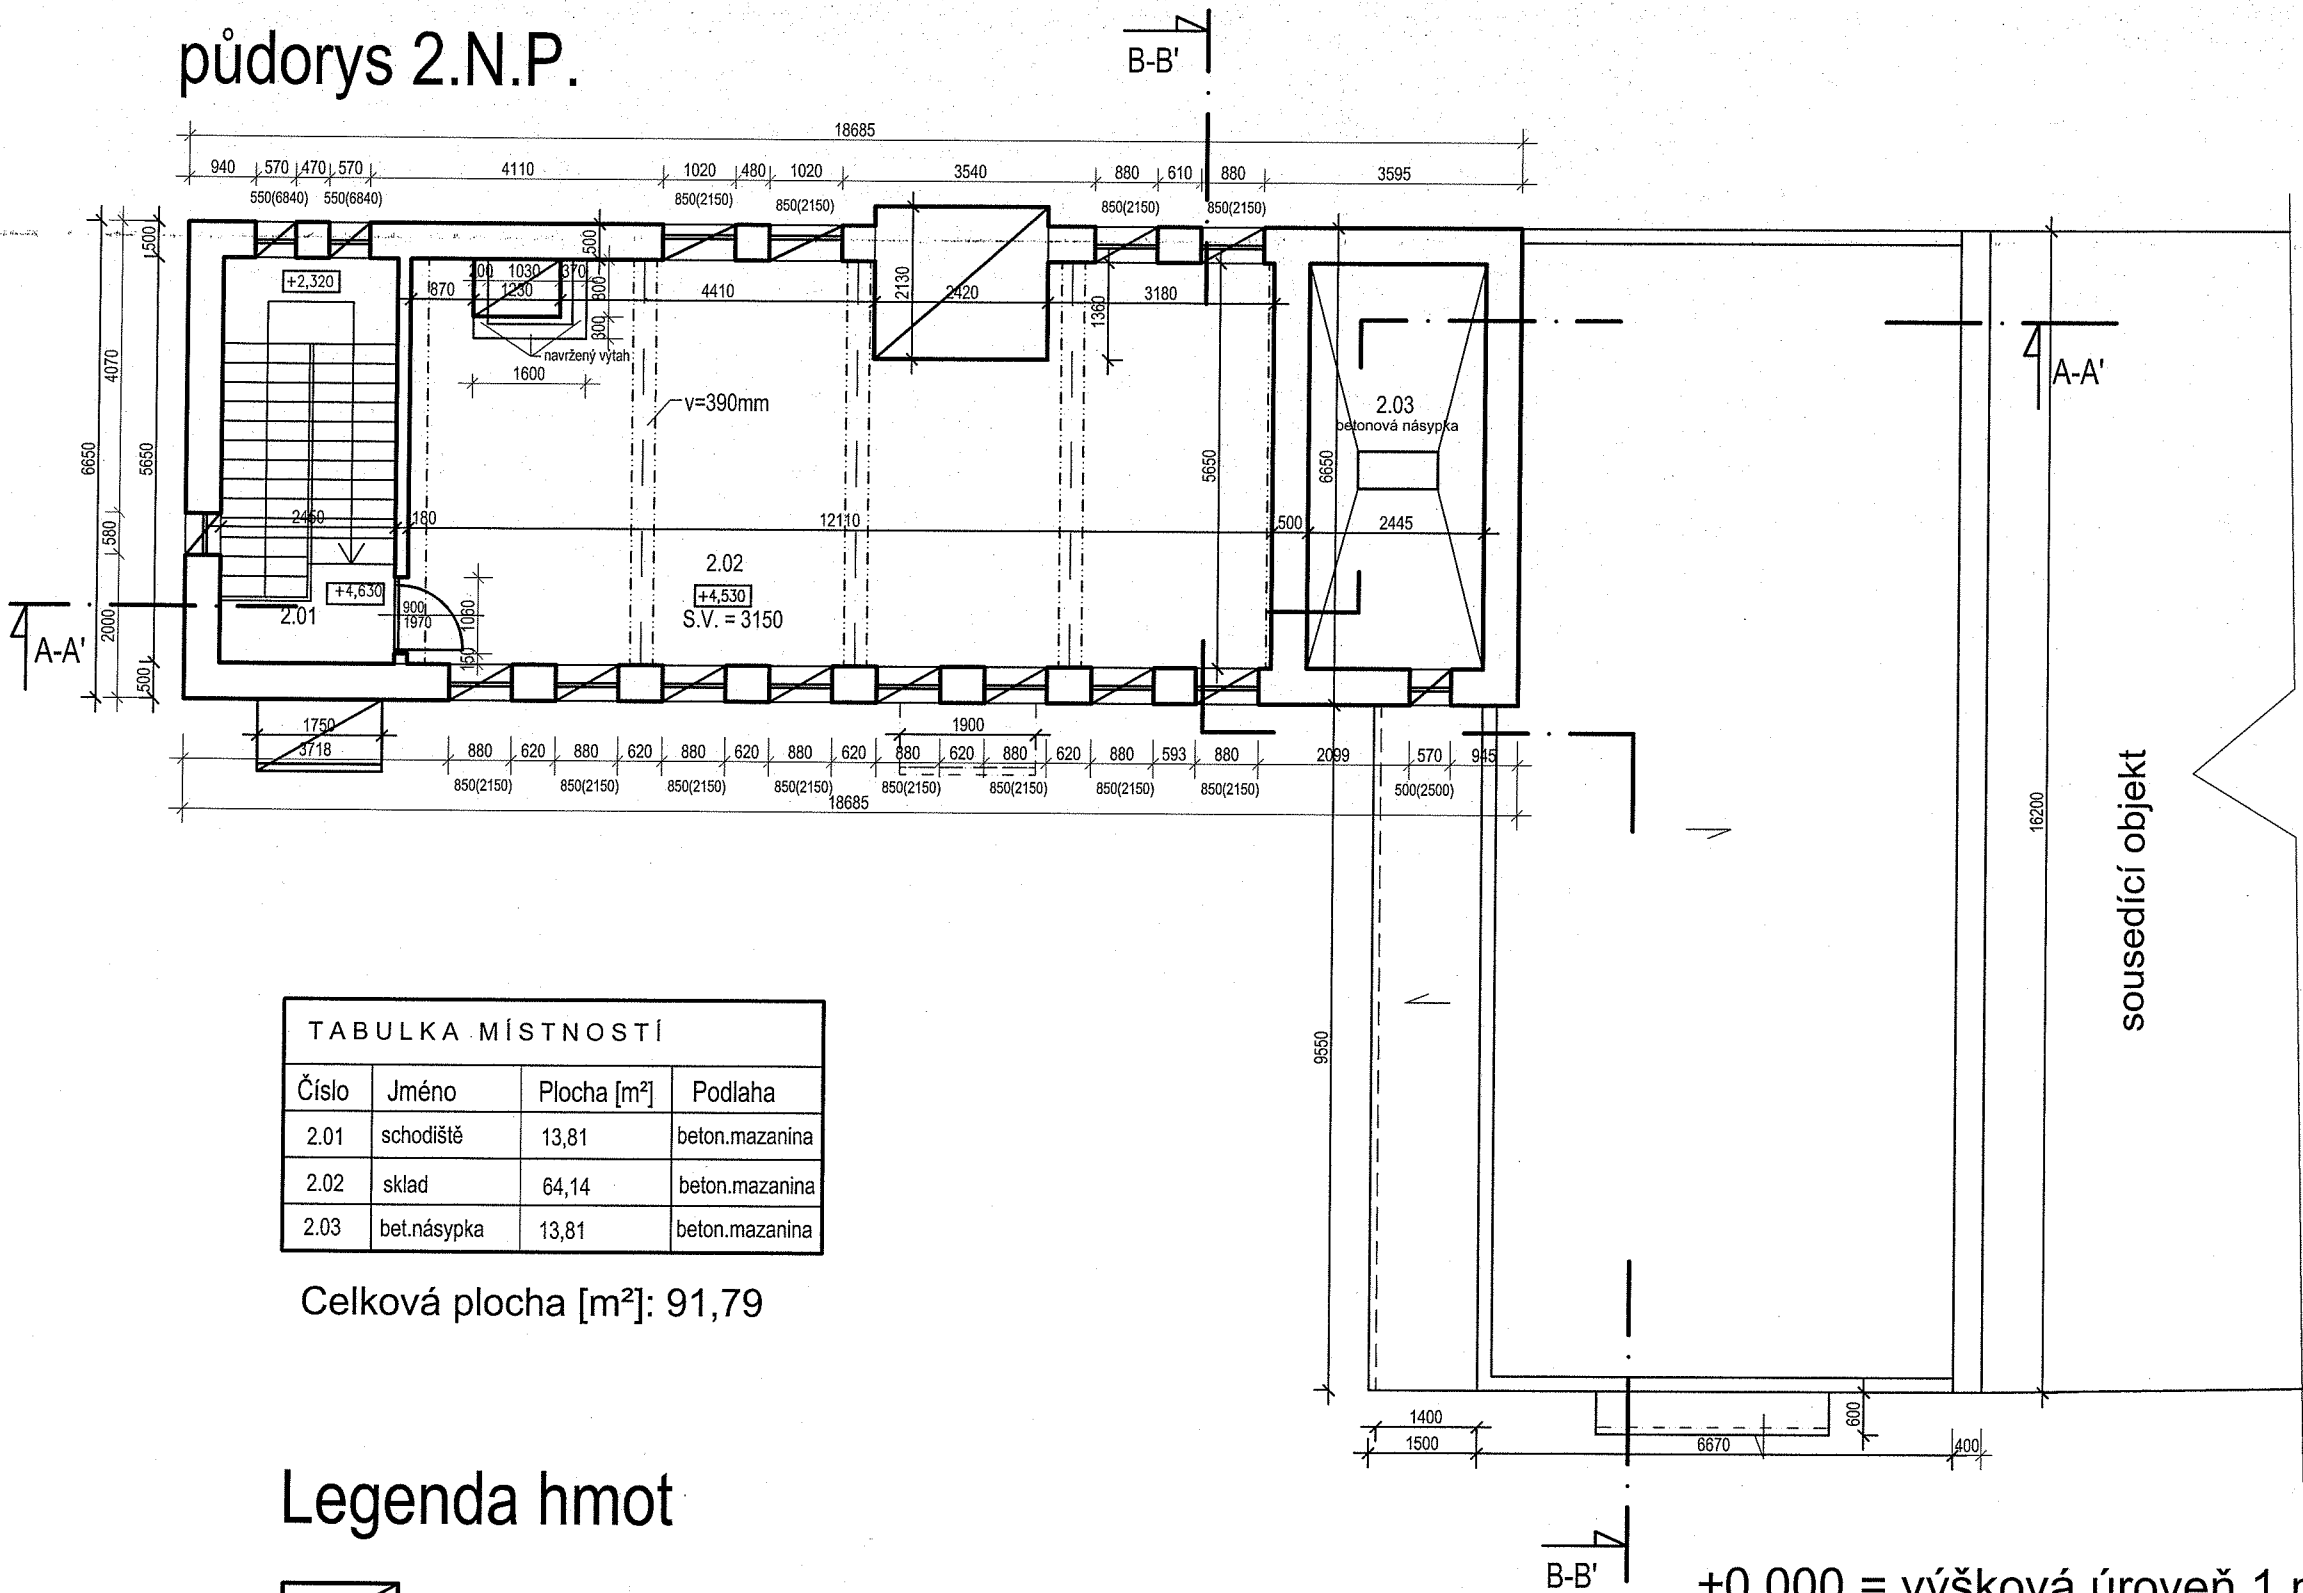 půdorys 2.N.P.
B-B'
18685
940 570 470 570 4110 1020 480 1020 3540 880 610 880 3595
550(6840) 550(6840) 850(2150) 850(2150) 850(2150) 850(2150)
500 500
+2,320
200 1030 370
870 1230 800 4410 2130 2420 1360 3180
300
navržený výtah
1600
A-A'
v=390mm
2.03
betonová násypka
4070
6650 5650 5650 6650
2450 180 12110 500 2445
580
2.02
+4,630 +4,530
2.01 900
1970 1060 S.V. = 3150
2000
A-A'
150
500
1750 1900
3718 880 620 880 620 880 620 880 620 880 620 880 620 880 593 880 2099 570 945
850(2150) 850(2150) 850(2150) 850(2150) 850(2150) 850(2150) 850(2150) 850(2150) 500(2500)
18685
16200
sousedící objekt
9550
TABULKA MÍSTNOSTÍ
Číslo Jméno Plocha [m²] Podlaha
2.01 schodiště 13,81 beton.mazanina
2.02 sklad 64,14 beton.mazanina
2.03 bet.násypka 13,81 beton.mazanina
Celková plocha [m²]: 91,79
1400 600
1500 6670 400
Legenda hmot
B-B'
±0,000 = výšková úroveň 1